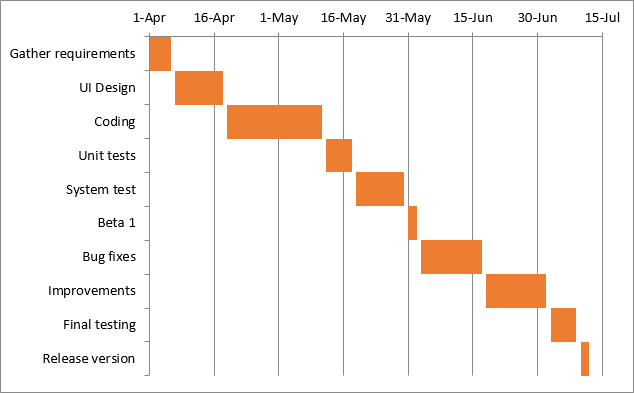 1-Apr 16-Apr 1-May 16-May 31-May 15-Jun 30-Jun 15-Jul
Gather requirements
UI Design
Coding
Unit tests
System test
Beta 1
Bug fixes
Improvements
Final testing
Release version